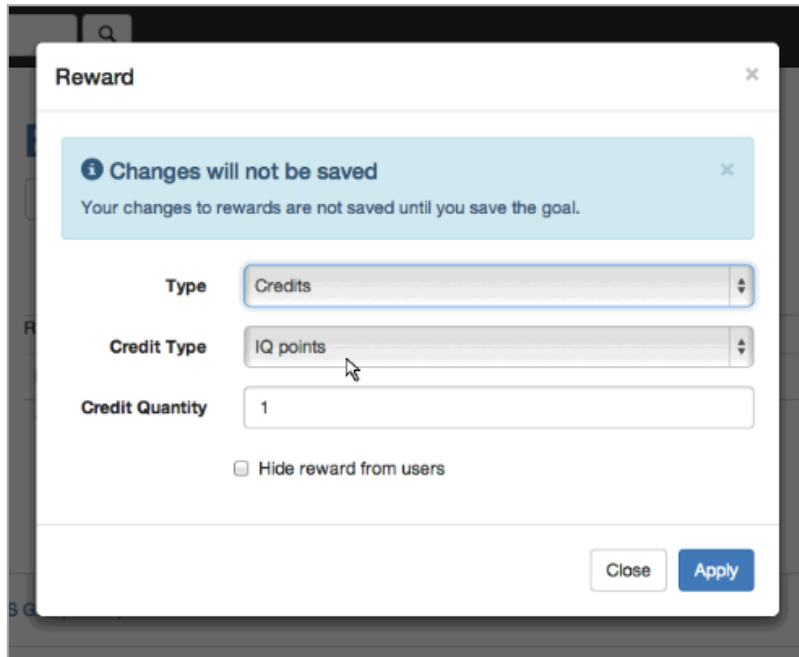 Reward
Changes will not be saved
Your changes to rewards are not saved until you save the goal.
Type
Credits
Credit Type
IQ points
Credit Quantity
1
Hide reward from users
Close
Apply
S G